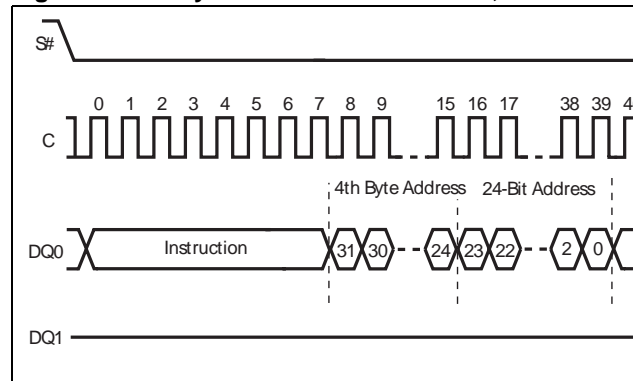 S#
0 1 2 3 4 5 6 7 8 9 15 16 17 38 39 4
C
4th Byte Address 24-Bit Address
DQ0 Instruction 31 30 24 23 22 2 0
DQ1